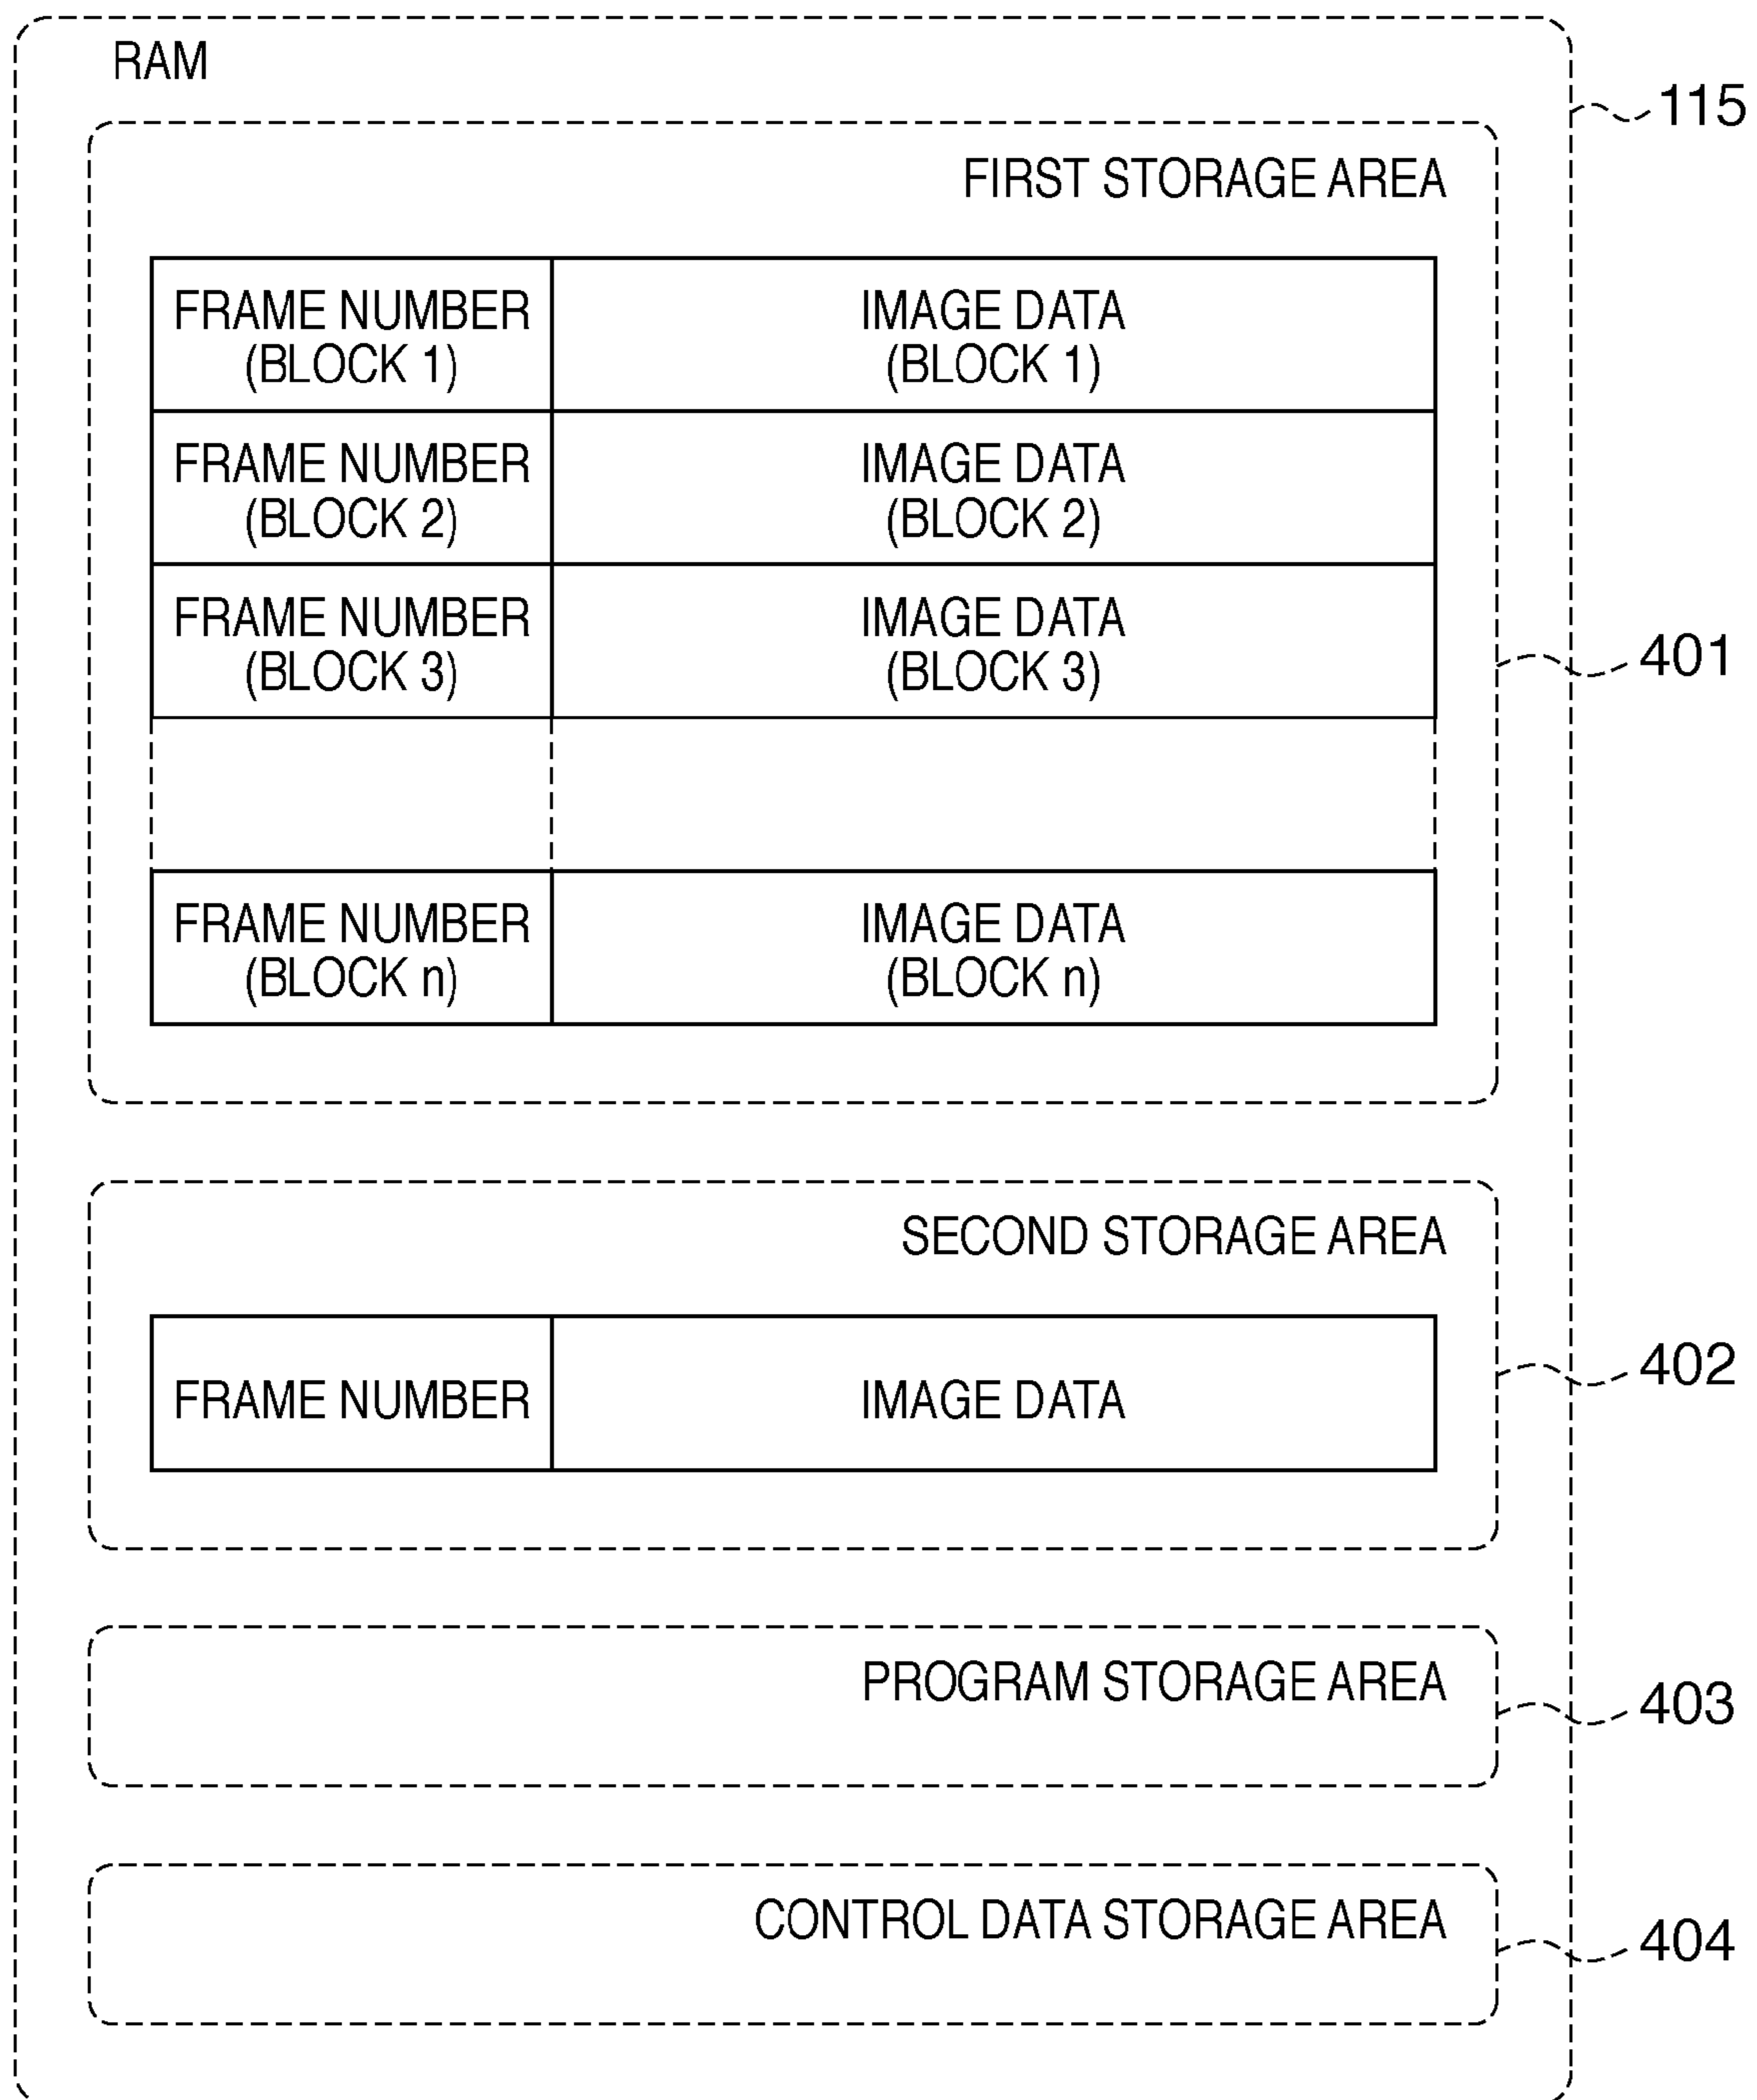 RAM
115
FIRST STORAGE AREA
FRAME NUMBER
(BLOCK 1)
IMAGE DATA
(BLOCK 1)
FRAME NUMBER
(BLOCK 2)
IMAGE DATA
(BLOCK 2)
FRAME NUMBER
(BLOCK 3)
IMAGE DATA
(BLOCK 3)
401
FRAME NUMBER
(BLOCK n)
IMAGE DATA
(BLOCK n)
SECOND STORAGE AREA
FRAME NUMBER
IMAGE DATA
402
PROGRAM STORAGE AREA
403
CONTROL DATA STORAGE AREA
404